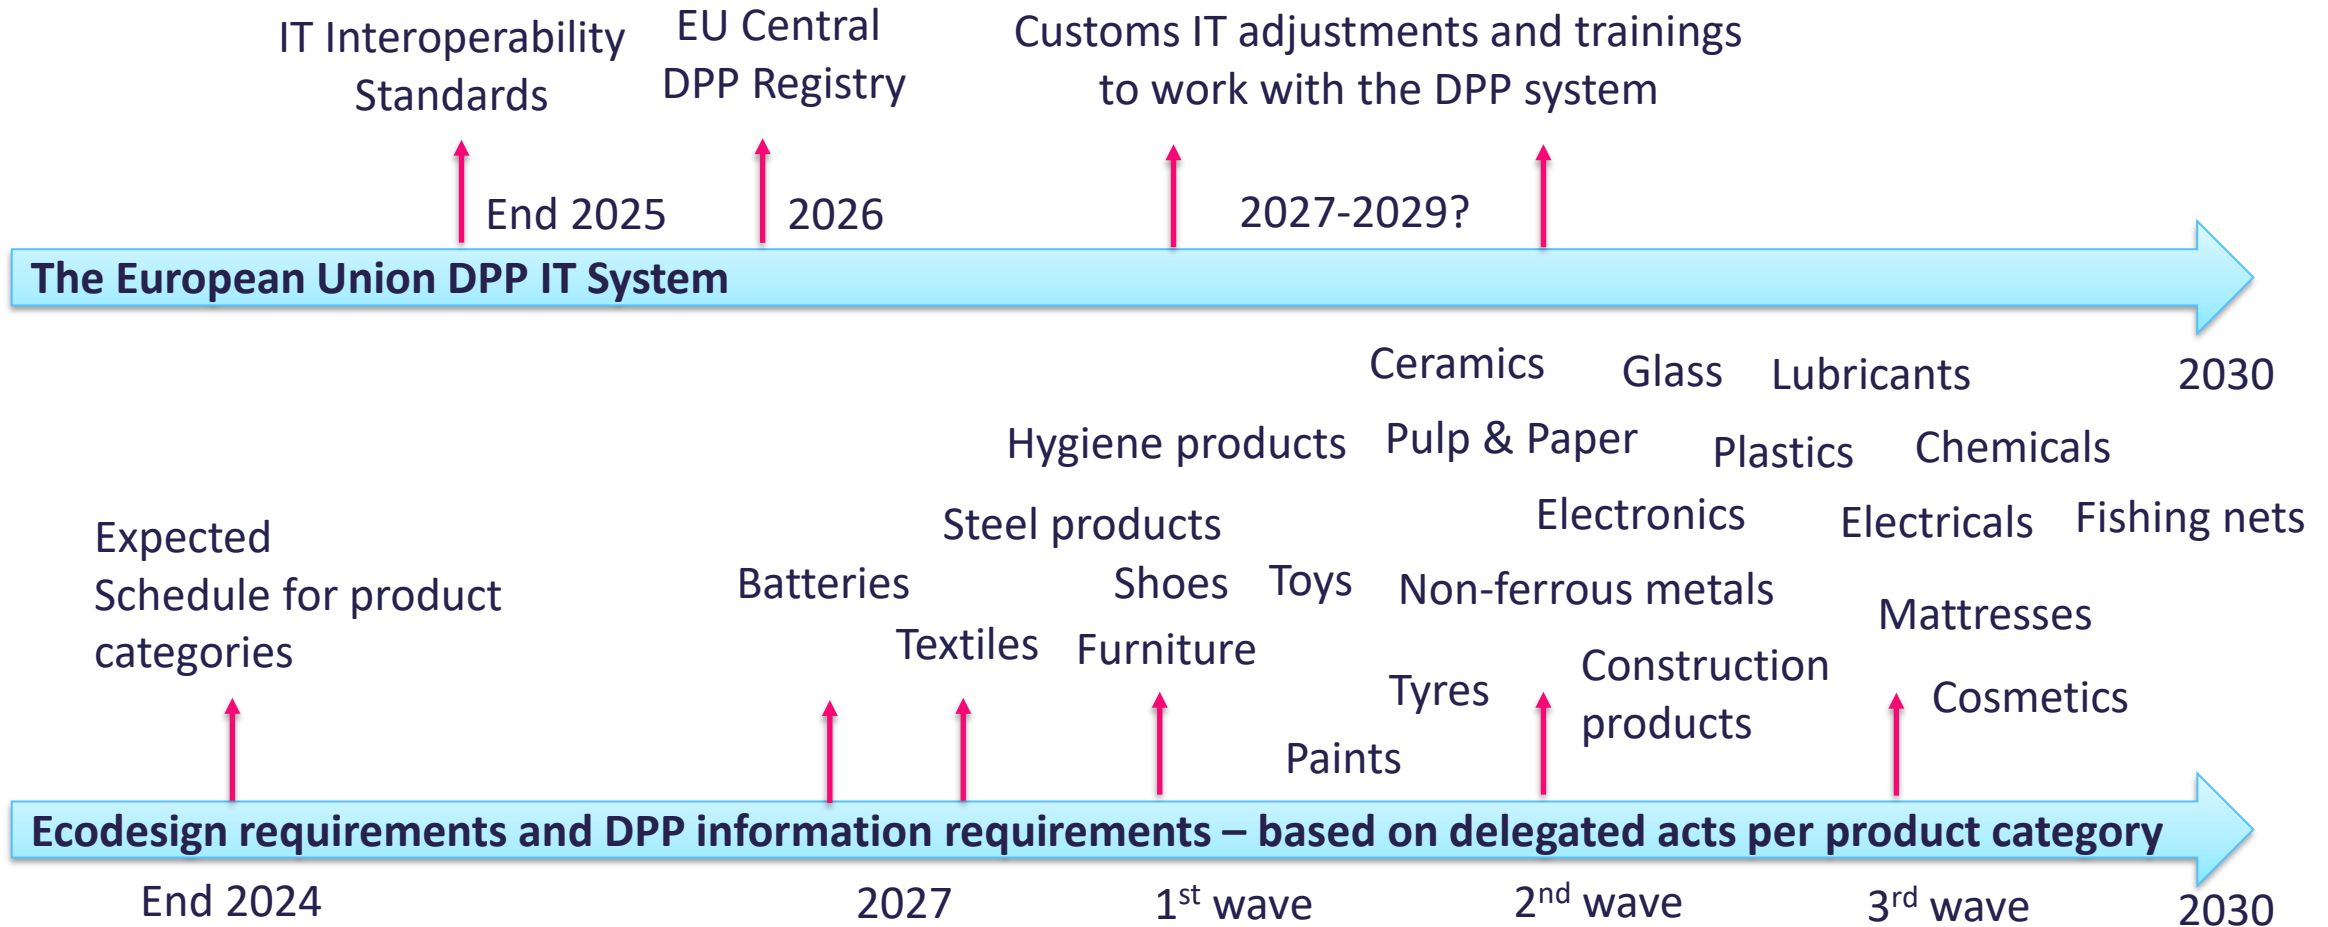 IT Interoperability
Standards
EU Central
DPP Registry
Customs IT adjustments and trainings
to work with the DPP system
End 2025
2026
2027-2029?
The European Union DPP IT System
2030
Ceramics
Glass
Lubricants
Hygiene products
Pulp & Paper
Plastics
Chemicals
Steel products
Electronics
Electricals
Fishing nets
Expected
Schedule for product
categories
Batteries
Shoes
Toys
Non-ferrous metals
Mattresses
Textiles
Furniture
Tyres
Construction
products
Cosmetics
Paints
Ecodesign requirements and DPP information requirements – based on delegated acts per product category
End 2024
2027
1st wave
2nd wave
3rd wave
2030